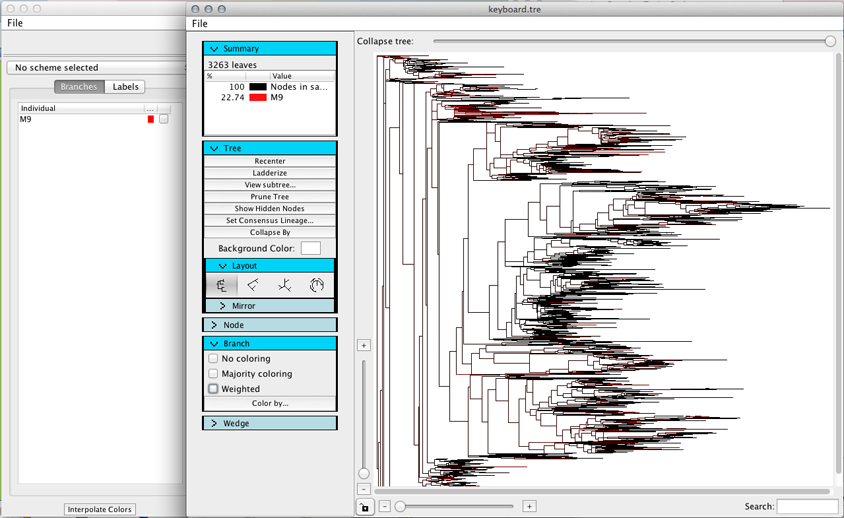 File
No scheme selected
Branches Labels
Individual ...
M9
Interpolate Colors
keyboard.tre
File
Summary
3263 leaves
% Value
100 Nodes in sa...
22.74 M9
Tree
Recenter
Ladderize
View subtree...
Prune Tree
Show Hidden Nodes
Set Consensus Lineage...
Collapse By
Background Color:
Layout
Mirror
Node
Branch
No coloring
Majority coloring
Weighted
Color by...
Wedge
Collapse tree:
+
-
- +
Search: